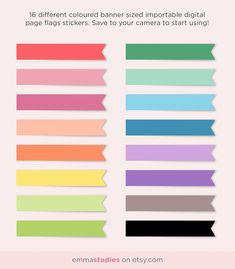 16 different coloured banner sized importable digital
page flags stickers. Save to your camera to start using!
emmastudies on etsy.com